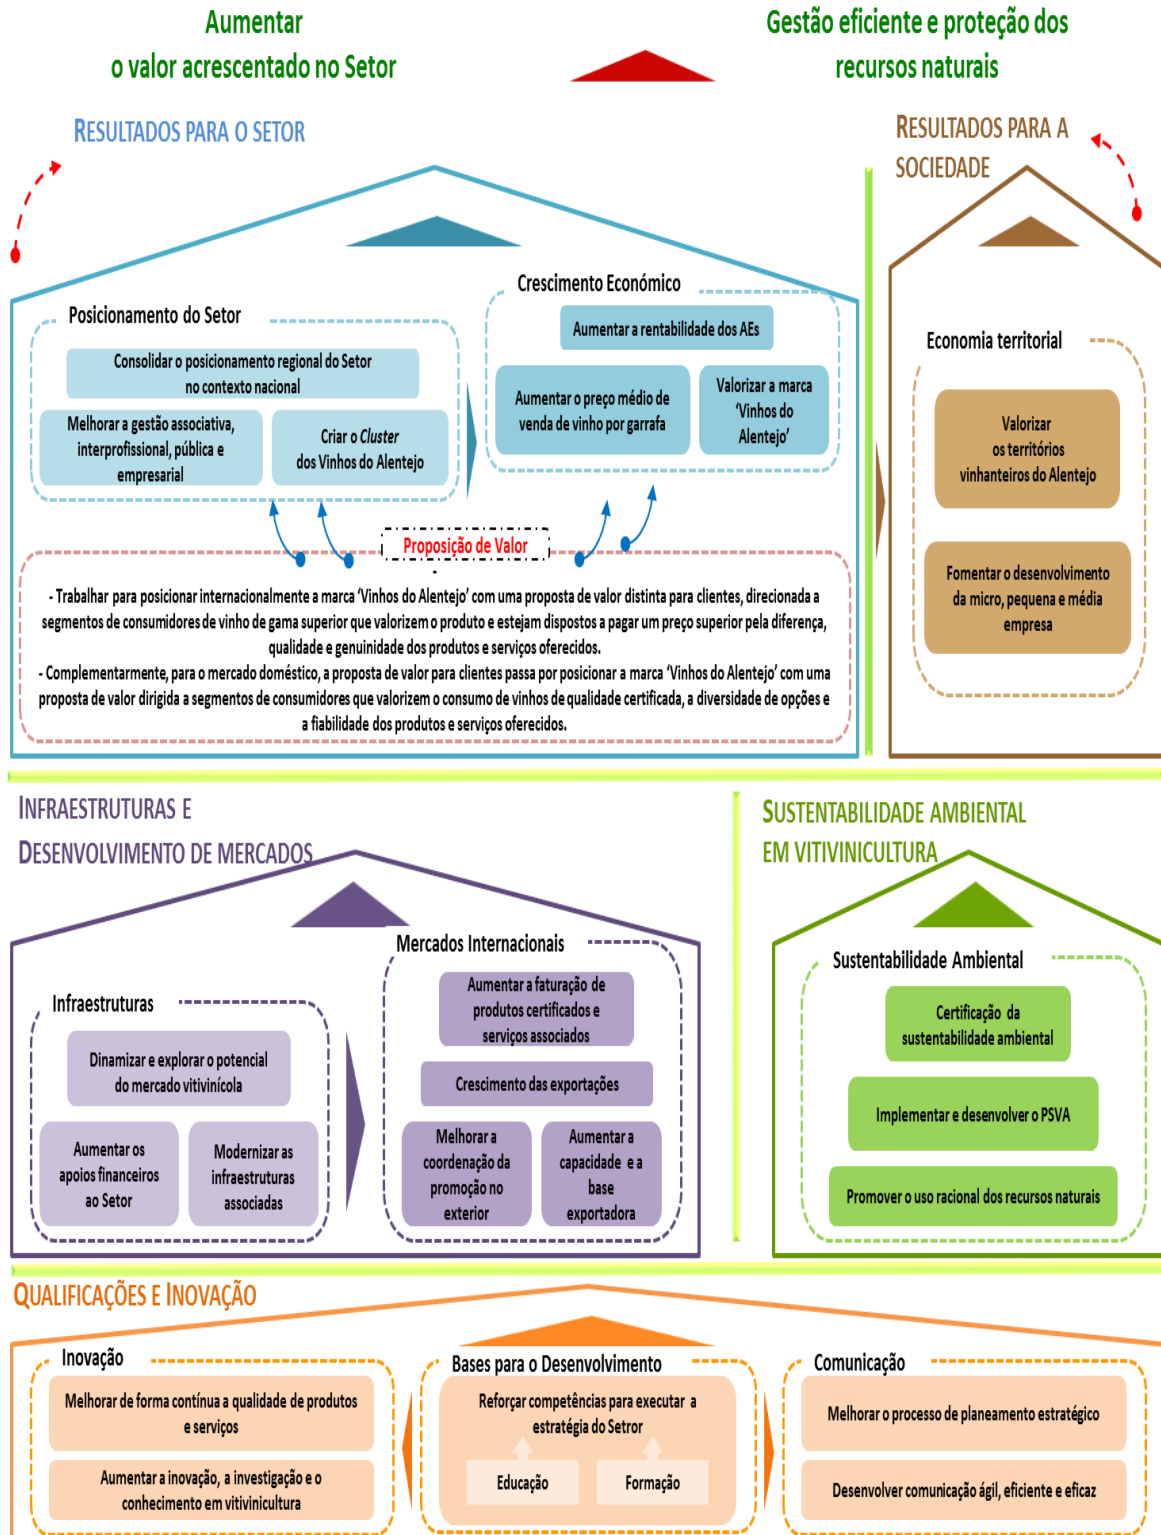 Aumentar
o valor acrescentado no Setor
Gestão eficiente e proteção dos
recursos naturais
RESULTADOS PARA O SETOR
RESULTADOS PARA A
SOCIEDADE
Posicionamento do Setor
Consolidar o posicionamento regional do Setor
no contexto nacional
Melhorar a gestão associativa,
interprofissional, pública e
empresarial
Criar o Cluster
dos Vinhos do Alentejo
Crescimento Económico
Aumentar a rentabilidade dos AEs
Aumentar o preço médio de
venda de vinho por garrafa
Valorizar a marca
‘Vinhos do
Alentejo’
Economia territorial
Valorizar
os territórios
vinhanteiros do Alentejo
Fomentar o desenvolvimento
da micro, pequena e média
empresa
Proposição de Valor
-
- Trabalhar para posicionar internacionalmente a marca ‘Vinhos do Alentejo’ com uma proposta de valor distinta para clientes, direcionada a
segmentos de consumidores de vinho de gama superior que valorizem o produto e estejam dispostos a pagar um preço superior pela diferença,
qualidade e genuinidade dos produtos e serviços oferecidos.
- Complementarmente, para o mercado doméstico, a proposta de valor para clientes passa por posicionar a marca ‘Vinhos do Alentejo’ com uma
proposta de valor dirigida a segmentos de consumidores que valorizem o consumo de vinhos de qualidade certificada, a diversidade de opções e
a fiabilidade dos produtos e serviços oferecidos.
INFRAESTRUTURAS E
DESENVOLVIMENTO DE MERCADOS
SUSTENTABILIDADE AMBIENTAL
EM VITIVINICULTURA
Infraestruturas
Dinamizar e explorar o potencial
do mercado vitivinícola
Aumentar os
apoios financeiros
ao Setor
Modernizar as
infraestruturas
associadas
Mercados Internacionais
Aumentar a faturação de
produtos certificados e
serviços associados
Crescimento das exportações
Melhorar a
coordenação da
promoção no
exterior
Aumentar a
capacidade e a
base
exportadora
Sustentabilidade Ambiental
Certificação da
sustentabilidade ambiental
Implementar e desenvolver o PSVA
Promover o uso racional dos recursos naturais
QUALIFICAÇÕES E INOVAÇÃO
Inovação
Melhorar de forma contínua a qualidade de produtos
e serviços
Aumentar a inovação, a investigação e o
conhecimento em vitivinicultura
Bases para o Desenvolvimento
Reforçar competências para executar a
estratégia do Setror
Educação
Formação
Comunicação
Melhorar o processo de planeamento estratégico
Desenvolver comunicação ágil, eficiente e eficaz